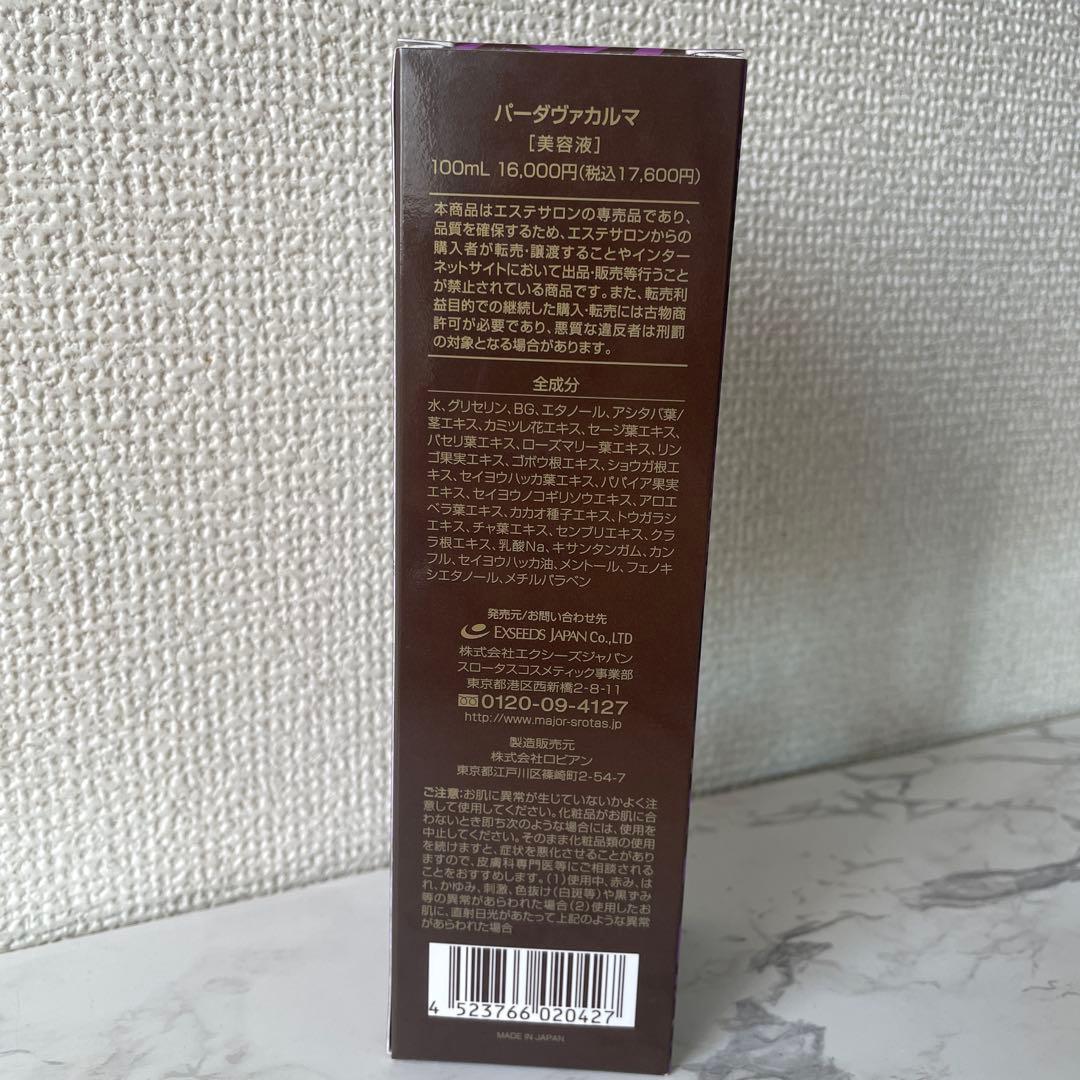 パーダヴァカルマ
[美容液]
100mL 16,000円(税込17,600円)
本商品はエステサロンの専売品であり、
品質を確保するため、エステサロンからの
購入者が転売・譲渡することやインター
ネットサイトにおいて出品・販売等行うこと
が禁止されている商品です。また、転売利
益目的での継続した購入・転売には古物商
許可が必要であり、悪質な違反者は刑罰
の対象となる場合があります。
全成分
水、グリセリン、BG、エタノール、アシタバ葉/
茎エキス、カミツレ花エキス、セージ葉エキス、
パセリ葉エキス、ローズマリー葉エキス、リン
ゴ果実エキス、ゴボウ根エキス、ショウガ根エ
キス、セイヨウハッカ葉エキス、パパイア果実
エキス、セイヨウノコギリソウエキス、アロエ
ベラ葉エキス、カカオ種子エキス、トウガラシ
エキス、チャ葉エキス、センブリエキス、クラ
ラ根エキス、乳酸Na、キサンタンガム、カン
フル、セイヨウハッカ油、メントール、フェノキ
シエタノール、メチルパラベン
発売元/お問い合わせ先
EXSEEDS JAPAN Co.,LTD
株式会社エクシーズジャパン
スロータスコスメティック事業部
東京都港区西新橋2-8-11
0120-09-4127
http://www.major-srotas.jp
製造販売元
株式会社ロビアン
東京都江戸川区篠崎町2-54-7
ご注意:お肌に異常が生じていないかよく注
意して使用してください。化粧品がお肌に合
わないとき即ち次のような場合には、使用を
中止してください。そのまま化粧品類の使用
を続けますと、症状を悪化させることがあり
ますので、皮膚科専門医等にご相談される
ことをおすすめします。(1)使用中、赤み、は
れ、かゆみ、刺激、色抜け(白斑等)や黒ずみ
等の異常があらわれた場合(2)使用したお
肌に、直射日光があたって上記のような異常
があらわれた場合
4 523766 020427
MADE IN JAPAN